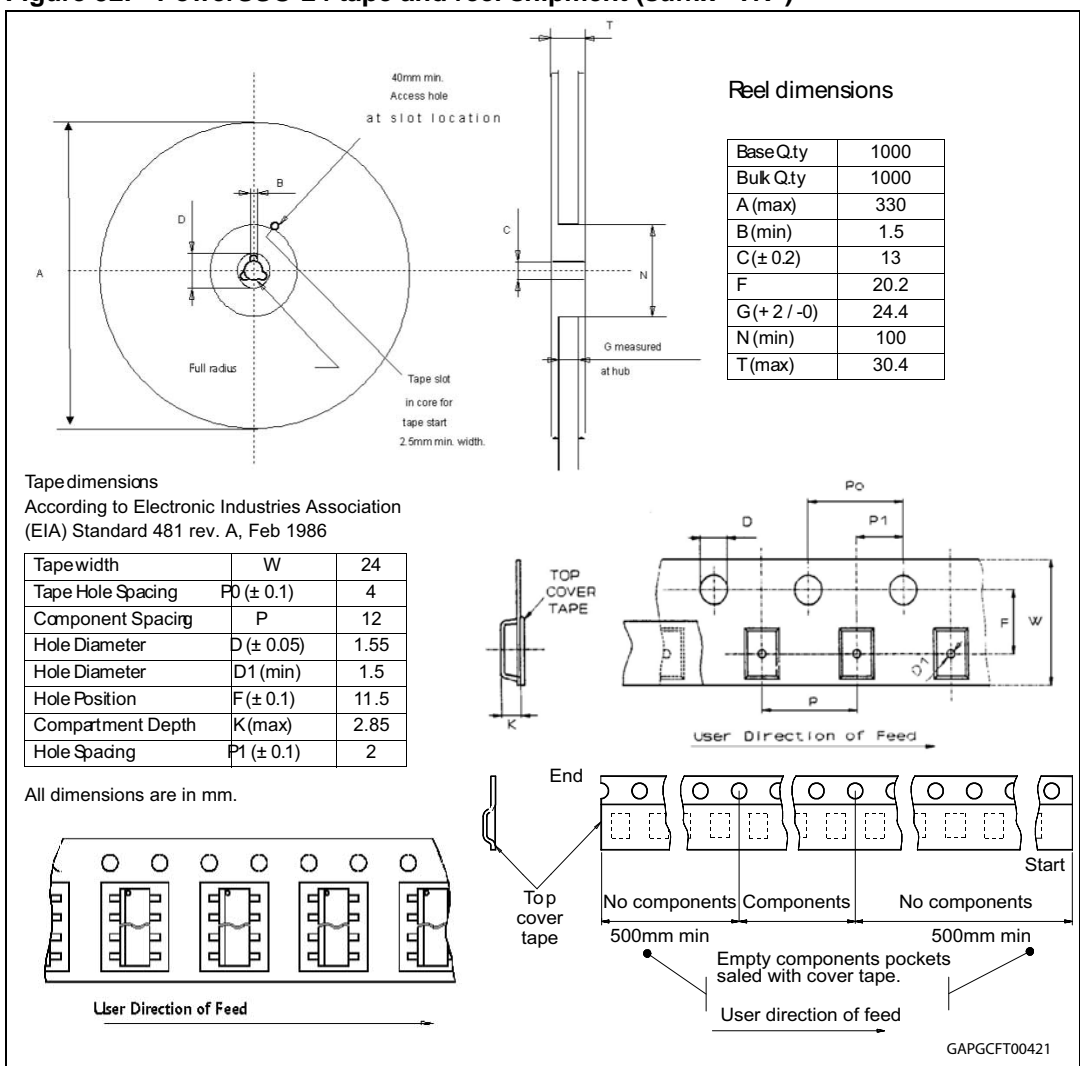 40mm min.
Access hole
at slot location
T
B
D
C
A
N
Full radius
Tape slot
in core for
tape start
2.5mm min. width.
G measured
at hub
Reel dimensions
Base Q.ty 1000
Bulk Q.ty 1000
A (max) 330
B (min) 1.5
C (± 0.2) 13
F 20.2
G (+ 2 / -0) 24.4
N (min) 100
T (max) 30.4
Tape dimensions
According to Electronic Industries Association
(EIA) Standard 481 rev. A, Feb 1986
Tape width W 24
Tape Hole Spacing P0 (± 0.1) 4
Component Spacing P 12
Hole Diameter D (± 0.05) 1.55
Hole Diameter D1 (min) 1.5
Hole Position F (± 0.1) 11.5
Compartment Depth K (max) 2.85
Hole Spacing P1 (± 0.1) 2
All dimensions are in mm.
Po
D
P1
TOP
COVER
TAPE
F
W
D1
K
P
User Direction of Feed
End
Start
Top
cover
tape
No components Components No components
500mm min 500mm min
Empty components pockets
saled with cover tape.
User direction of feed
User Direction of Feed
GAPGCFT00421